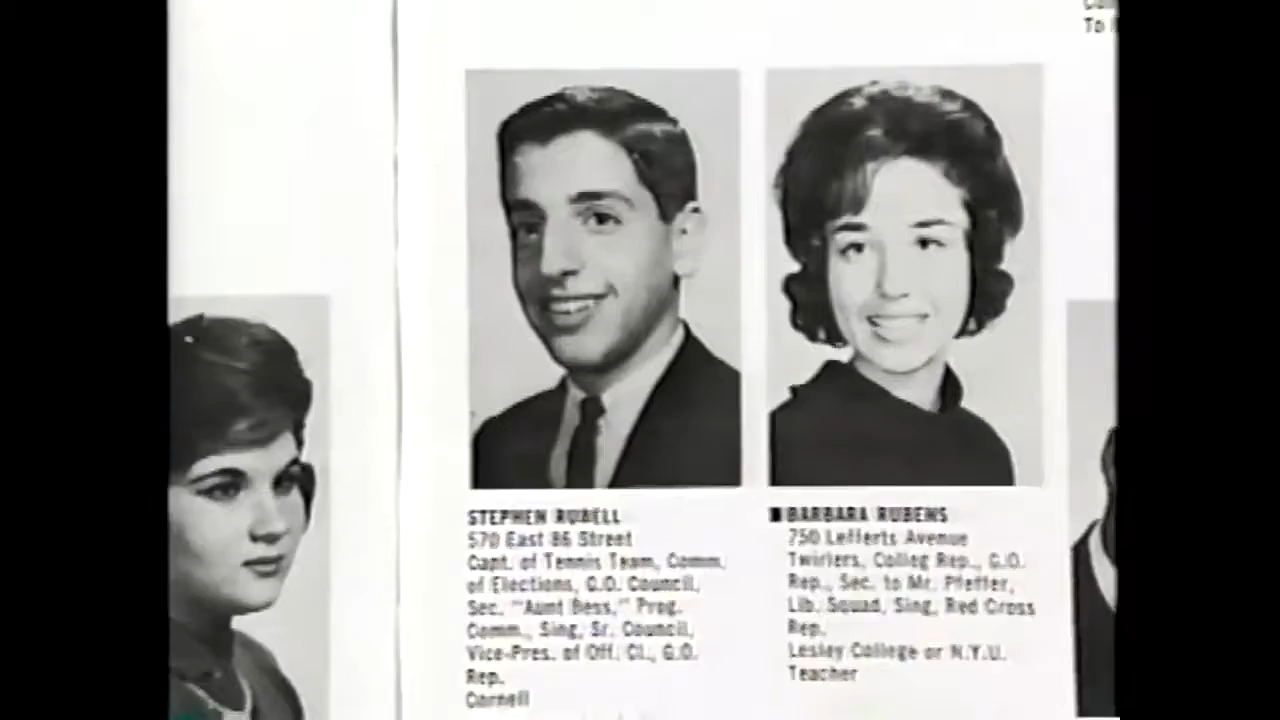 To
STEPHEN RUBELL
570 East 86 Street
Capt. of Tennis Team, Comm.
of Elections, G.O. Council,
Sec. "Aunt Bess," Prog.
Comm., Sing, Sr. Council,
Vice-Pres. of Off. Cl., G.O.
Rep.
Cornell
BARBARA RUBENS
750 Lefferts Avenue
Twirlers, Colleg Rep., G.O.
Rep., Sec. to Mr. Pfeffer,
Lib. Squad, Sing, Red Cross
Rep.
Lesley College or N.Y.U.
Teacher